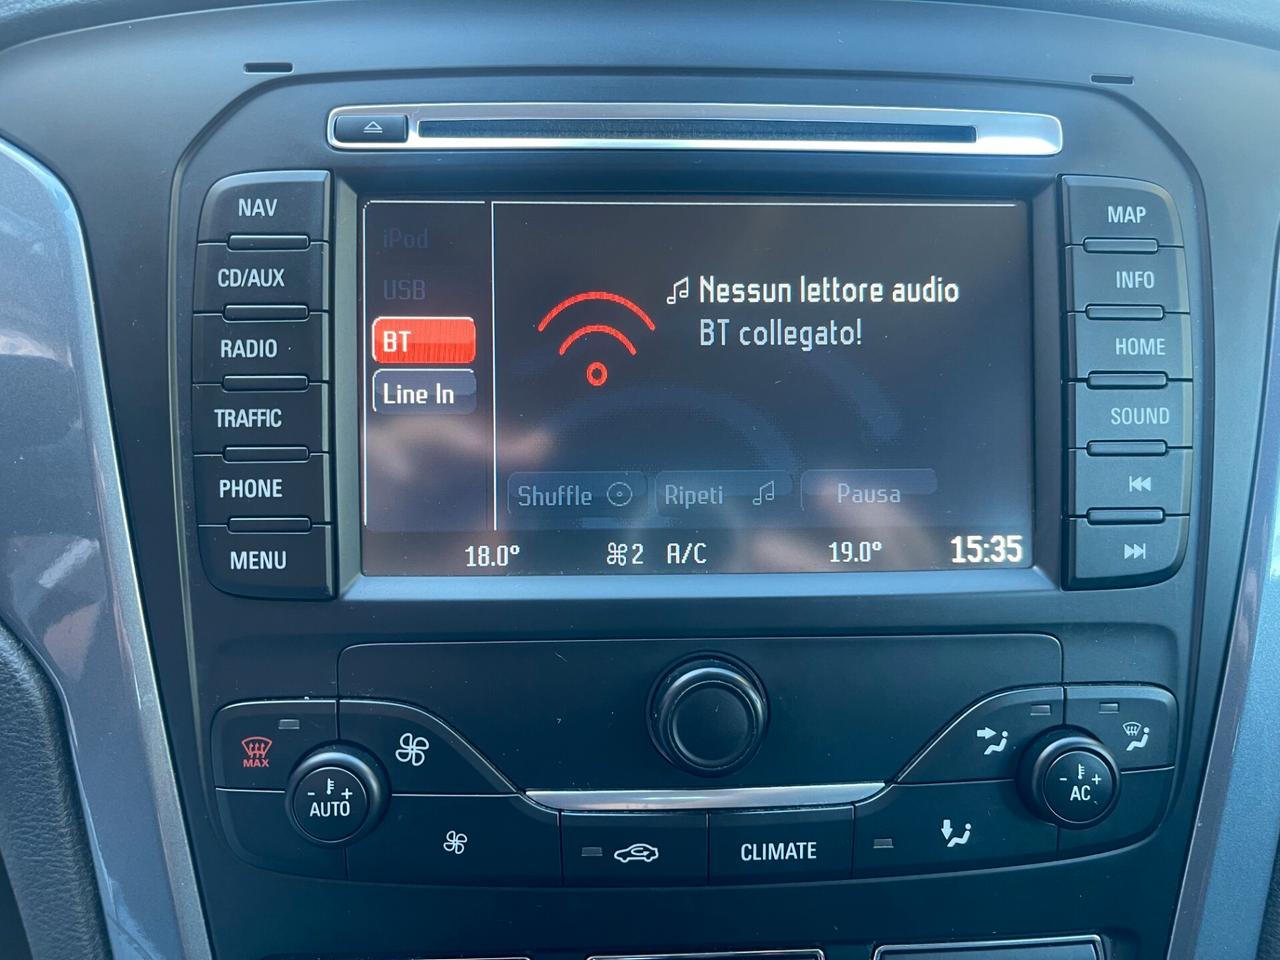 NAV
CD/AUX
RADIO
TRAFFIC
PHONE
MENU
iPod
USB
BT
Line In
Nessun lettore audio
BT collegato!
Shuffle
Ripeti
Pausa
18.0° 2 A/C 19.0° 15:35
MAP
INFO
HOME
SOUND
MAX
- +
AUTO
- +
AC
CLIMATE